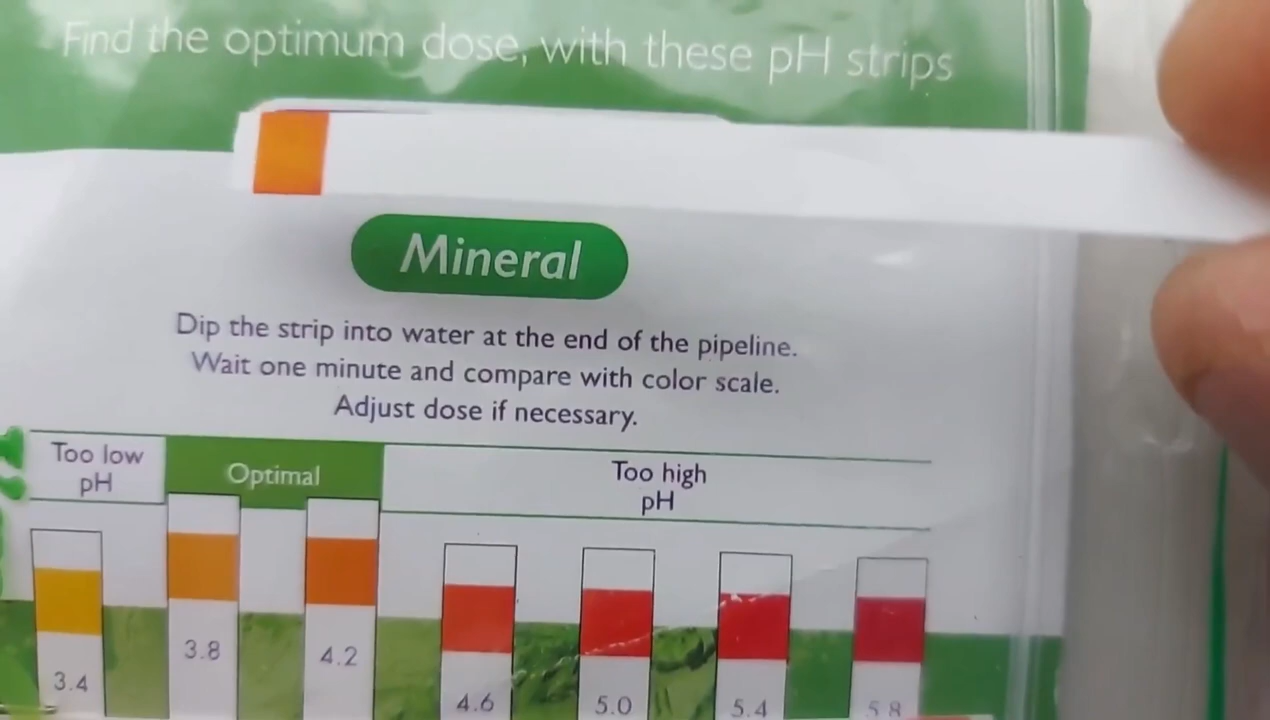 Find the optimum dose, with these pH strips
Mineral
Dip the strip into water at the end of the pipeline.
Wait one minute and compare with color scale.
Adjust dose if necessary.
Too low
pH
Optimal
Too high
pH
3.4
3.8
4.2
4.6
5.0
5.4
5.8